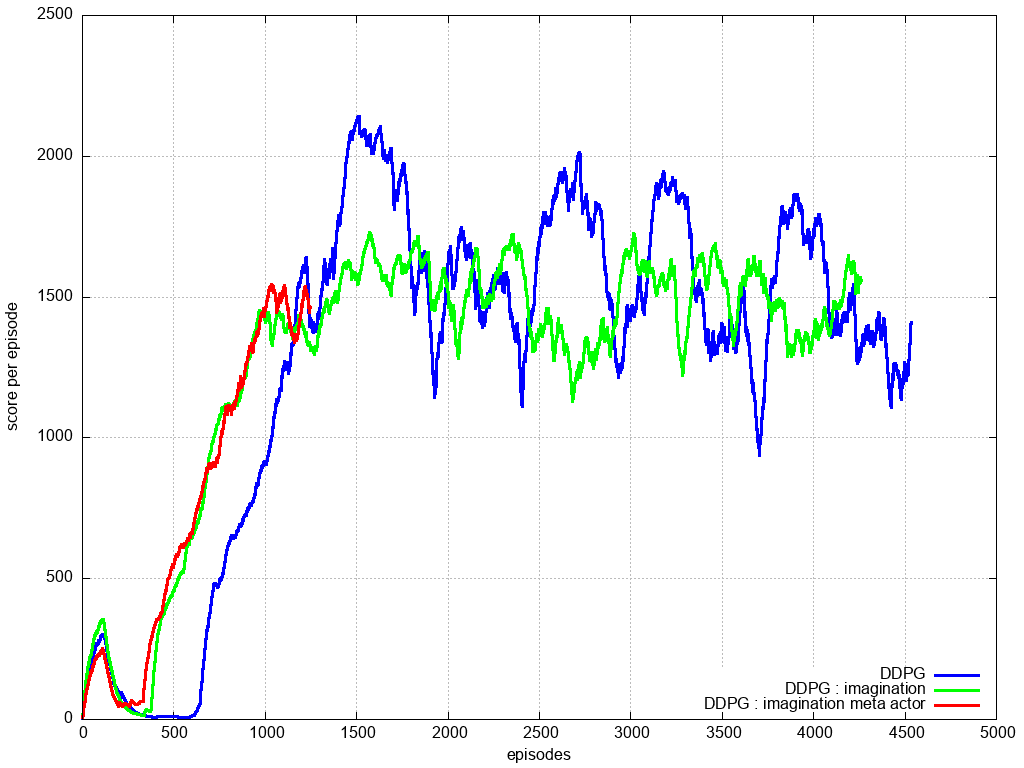 2500
2000
1500
1000
500
0
score per episode
DDPG
DDPG : imagination
DDPG : imagination meta actor
0 500 1000 1500 2000 2500 3000 3500 4000 4500 5000
episodes